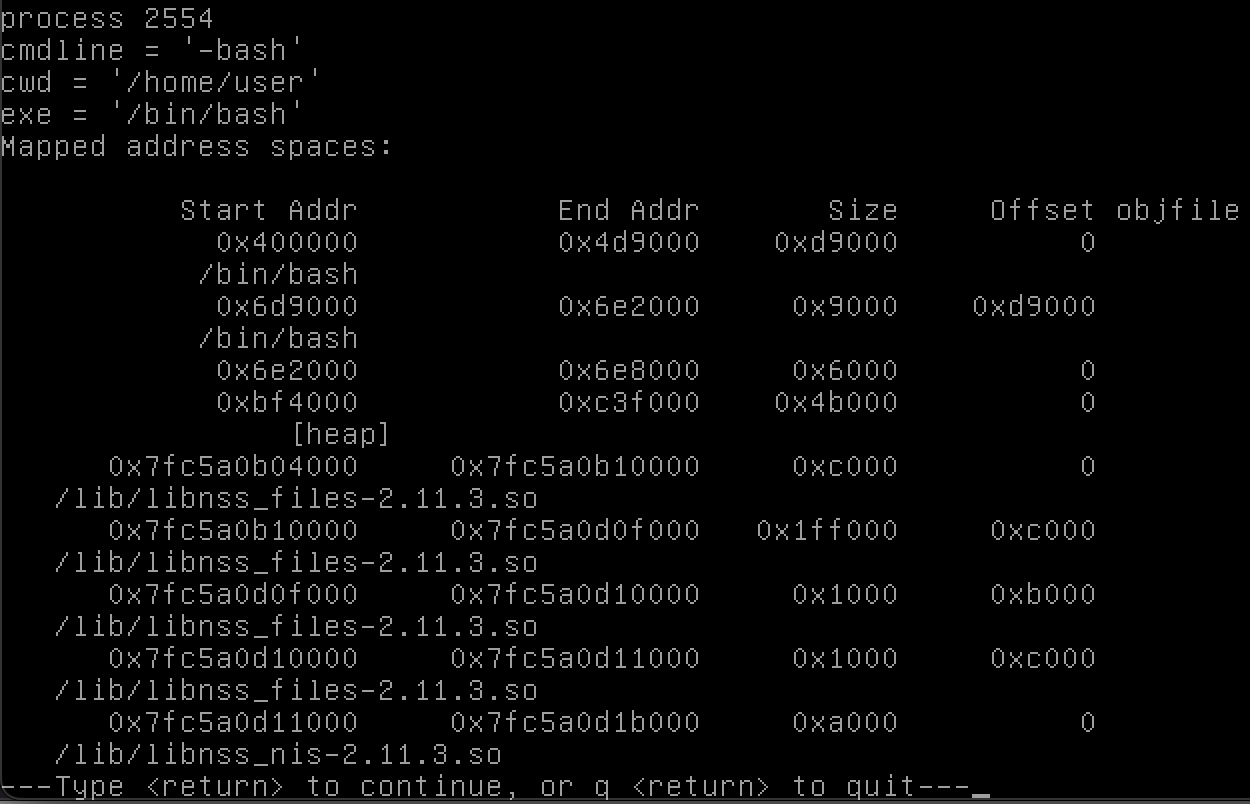 process 2554
cmdline = '-bash'
cwd = '/home/user'
exe = '/bin/bash'
Mapped address spaces:

          Start Addr           End Addr       Size     Offset objfile
            0x400000           0x4d9000    0xd9000          0
           /bin/bash
            0x6d9000           0x6e2000     0x9000    0xd9000
           /bin/bash
            0x6e2000           0x6e8000     0x6000          0
            0xbf4000           0xc3f000    0x4b000          0
                [heap]
      0x7fc5a0b04000     0x7fc5a0b10000     0xc000          0
   /lib/libnss_files-2.11.3.so
      0x7fc5a0b10000     0x7fc5a0d0f000   0x1ff000     0xc000
   /lib/libnss_files-2.11.3.so
      0x7fc5a0d0f000     0x7fc5a0d10000     0x1000     0xb000
   /lib/libnss_files-2.11.3.so
      0x7fc5a0d10000     0x7fc5a0d11000     0x1000     0xc000
   /lib/libnss_files-2.11.3.so
      0x7fc5a0d11000     0x7fc5a0d1b000     0xa000          0
   /lib/libnss_nis-2.11.3.so
---Type <return> to continue, or q <return> to quit---_